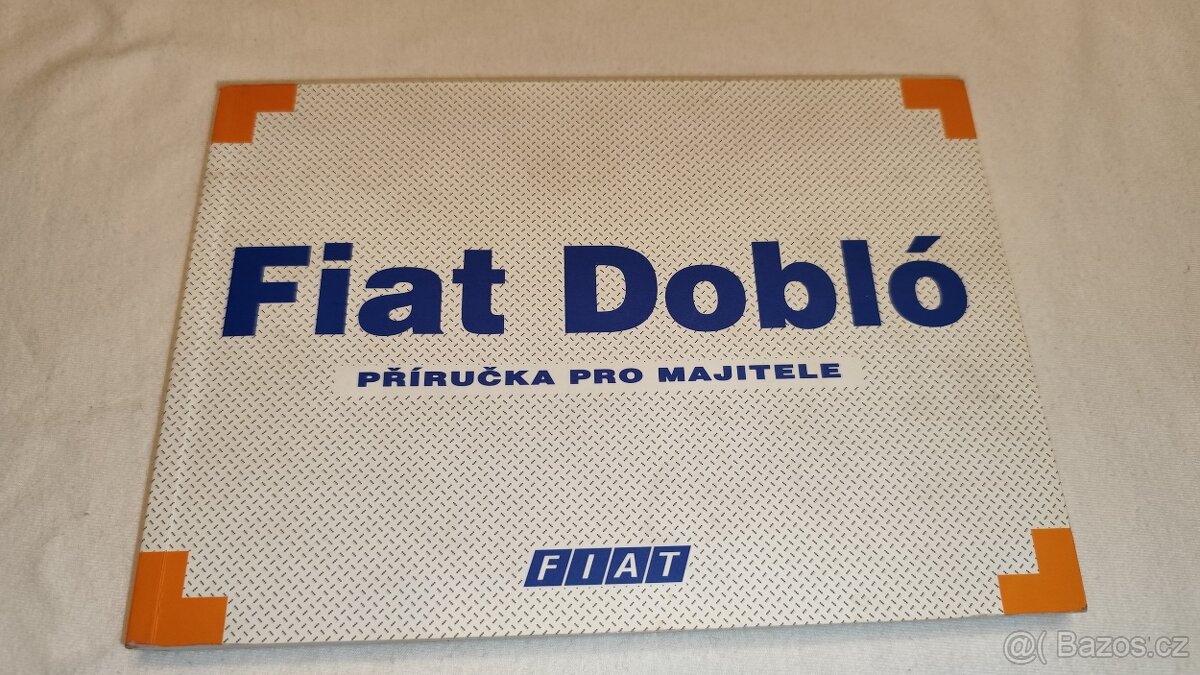 Fiat Dobló
PŘÍRUČKA PRO MAJITELE
FIAT
@( Bazos.cz